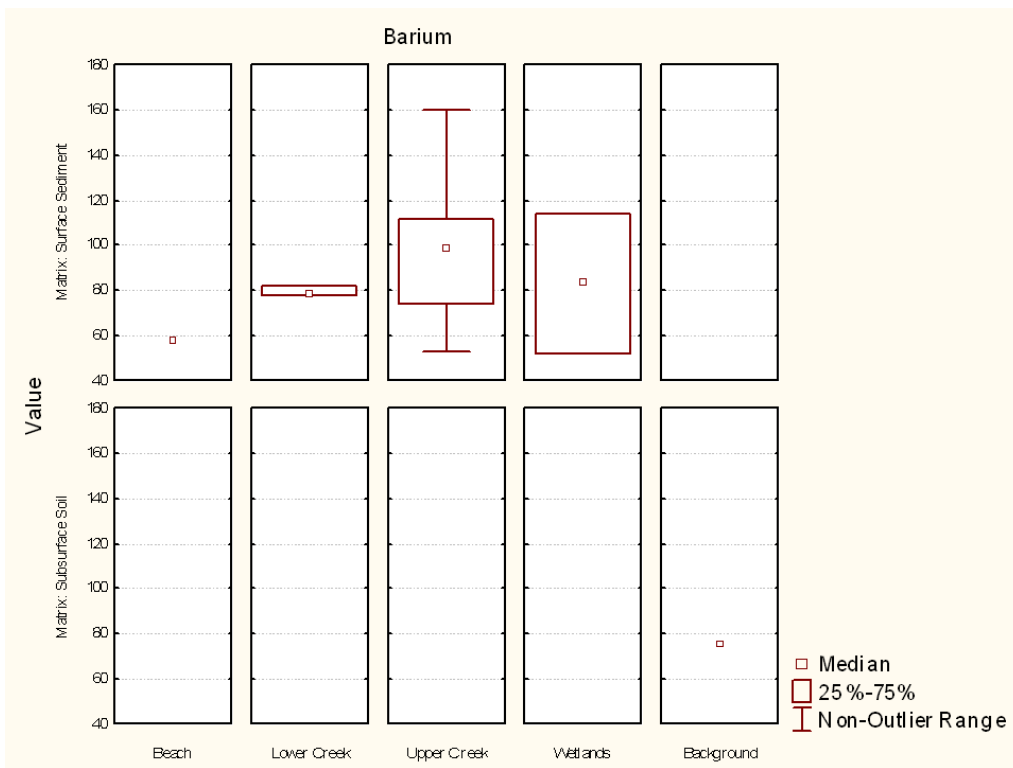 Barium
Value
Matrix: Surface Sediment
180
160
140
120
100
80
60
40
Matrix: Subsurface Soil
180
160
140
120
100
80
60
40
Beach
Lower Creek
Upper Creek
Wetlands
Background
Median
25%-75%
Non-Outlier Range